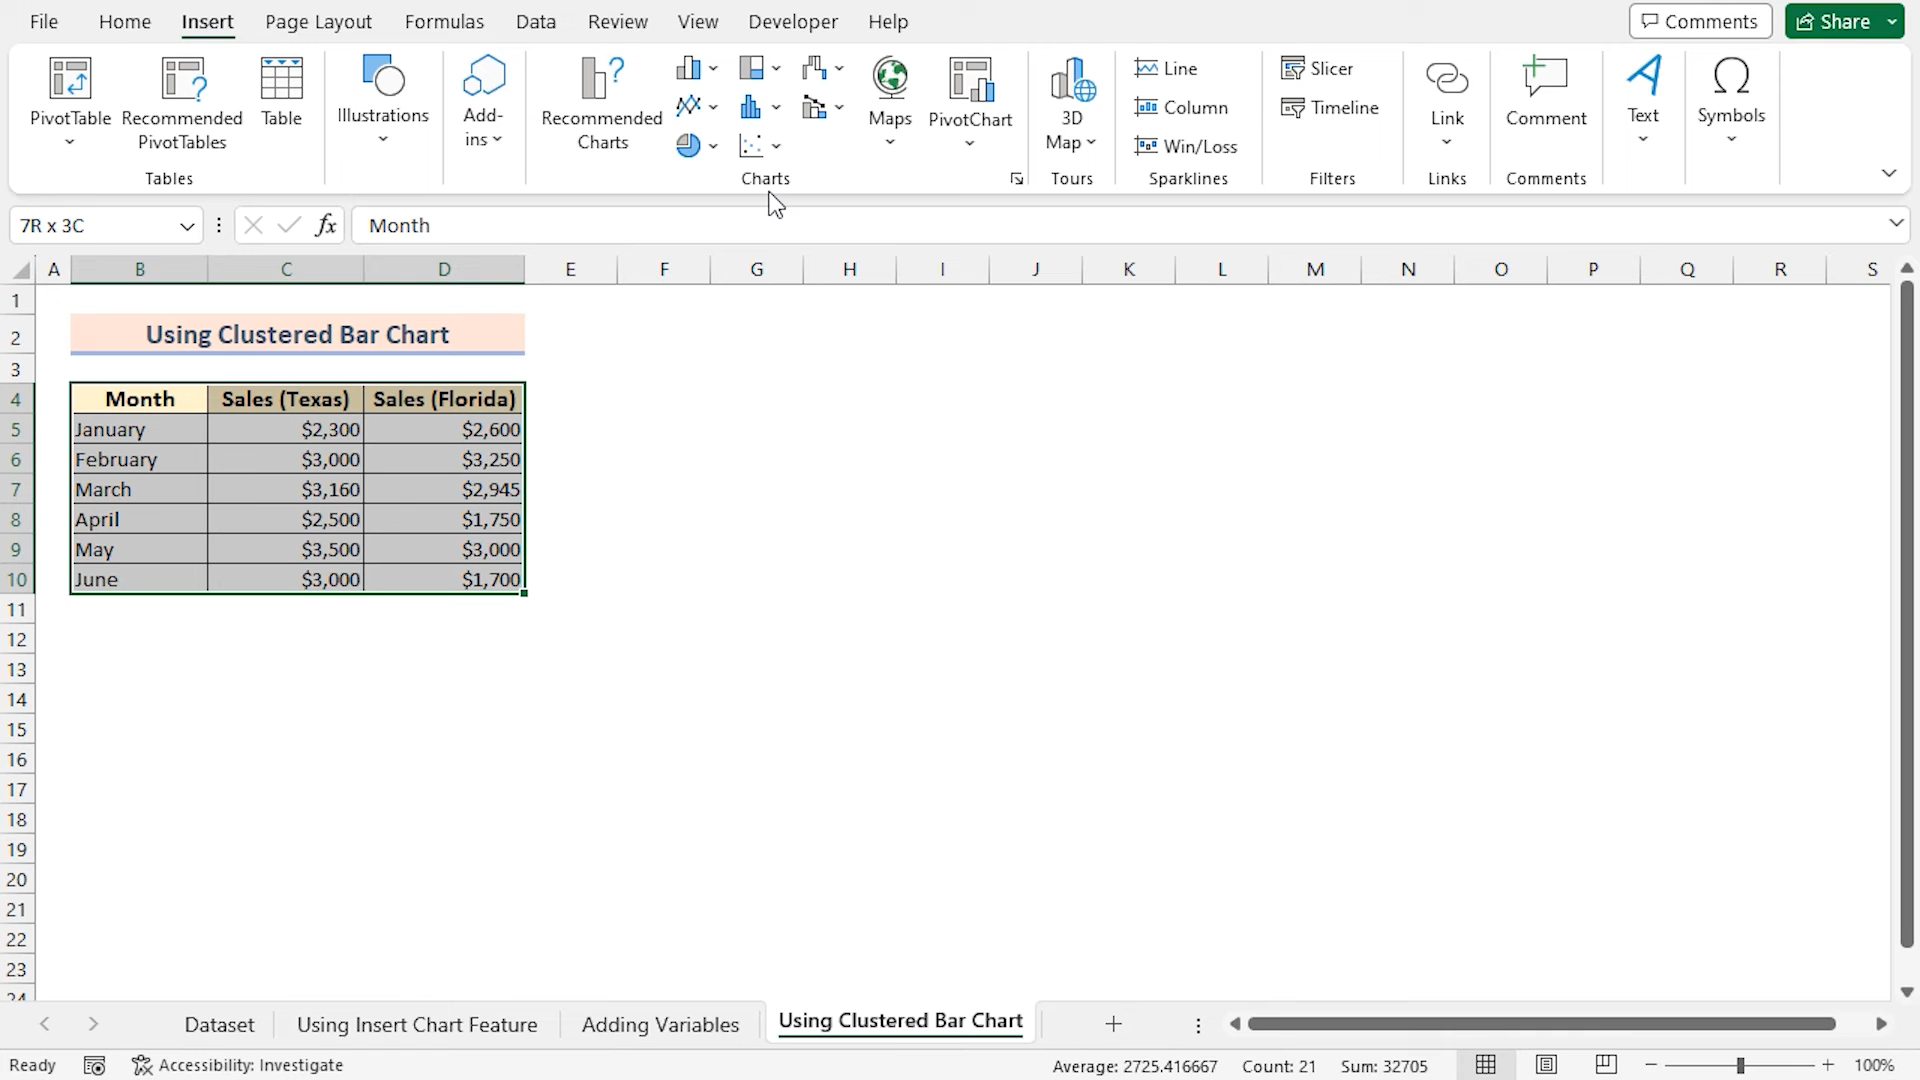 File Home Insert Page Layout Formulas Data Review View Developer Help Comments Share
PivotTable Recommended PivotTables Table Illustrations Add-ins Recommended Charts Maps PivotChart 3D Map Line Column Win/Loss Slicer Timeline Link Comment Text Symbols
Tables Charts Tours Sparklines Filters Links Comments
7R x 3C fx Month
A B C D E F G H I J K L M N O P Q R S
1
2 Using Clustered Bar Chart
3
4 Month Sales (Texas) Sales (Florida)
5 January $2,300 $2,600
6 February $3,000 $3,250
7 March $3,160 $2,945
8 April $2,500 $1,750
9 May $3,500 $3,000
10 June $3,000 $1,700
11
12
13
14
15
16
17
18
19
20
21
22
23
24
Dataset Using Insert Chart Feature Adding Variables Using Clustered Bar Chart
Ready Accessibility: Investigate Average: 2725.416667 Count: 21 Sum: 32705 100%